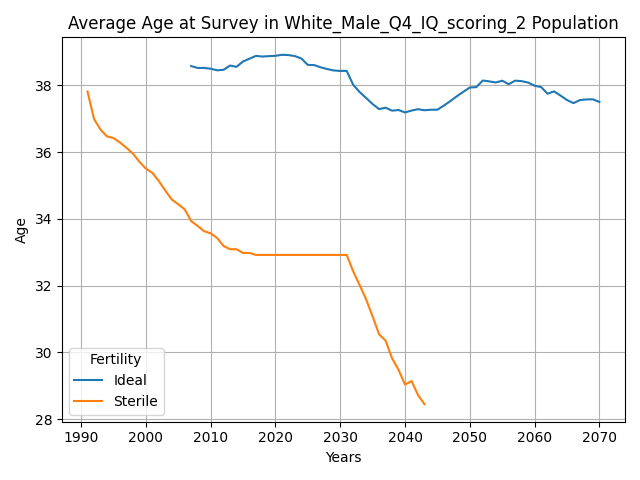 Average Age at Survey in White_Male_Q4_IQ_scoring_2 Population
Age
38
36
34
32
30
28
Fertility
Ideal
Sterile
1990 2000 2010 2020 2030 2040 2050 2060 2070
Years